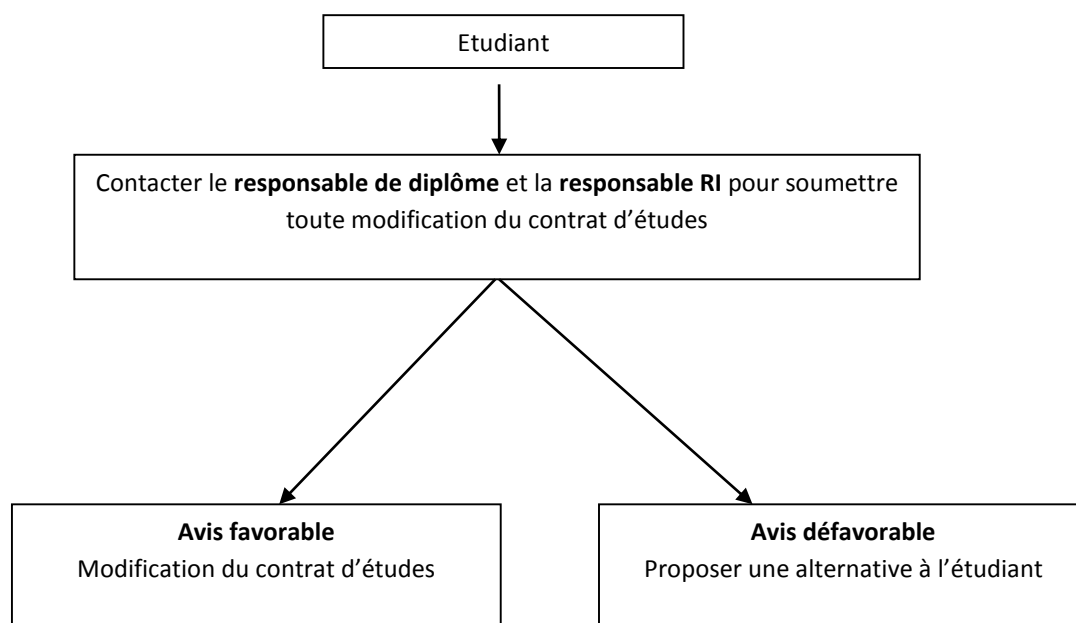 Etudiant
Contacter le responsable de diplôme et la responsable RI pour soumettre
toute modification du contrat d’études
Avis favorable
Modification du contrat d’études
Avis défavorable
Proposer une alternative à l’étudiant